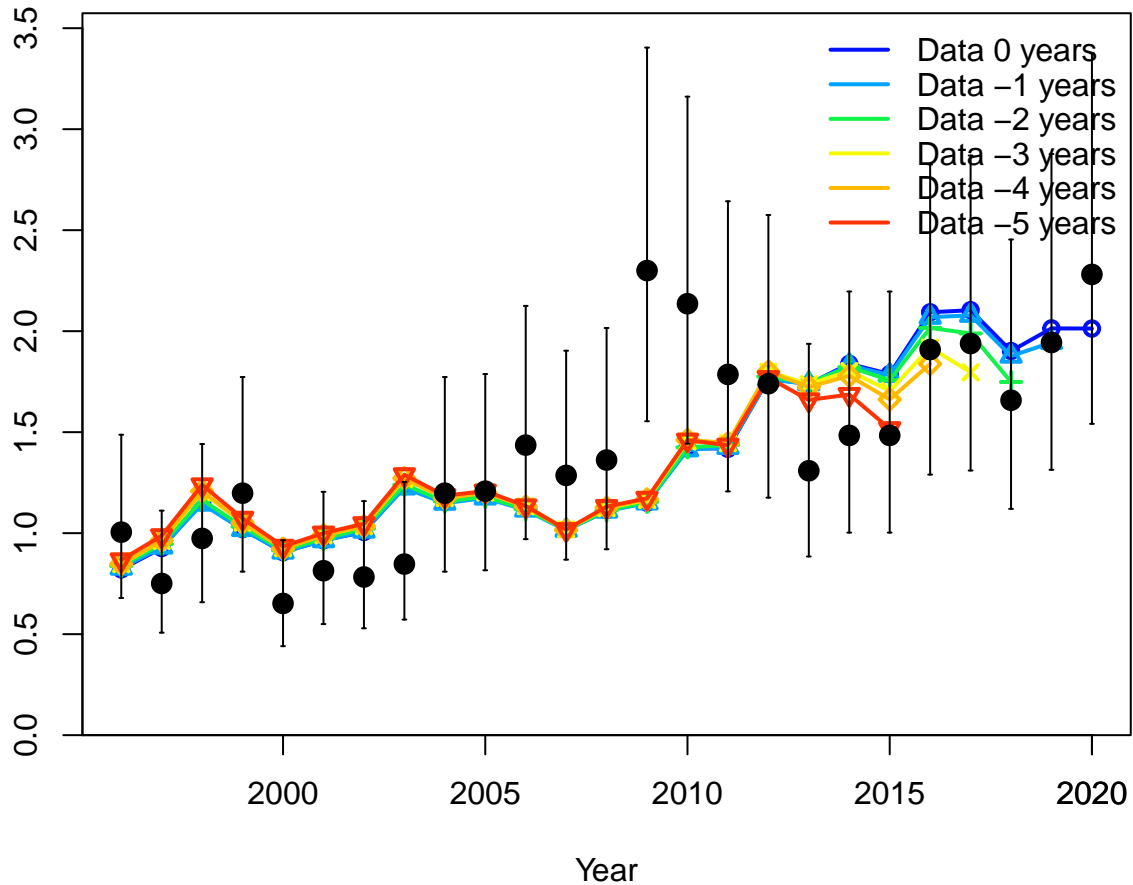 3.5
3.0
2.5
2.0
1.5
1.0
0.5
0.0
Data 0 years
Data −1 years
Data −2 years
Data −3 years
Data −4 years
Data −5 years
2000 2005 2010 2015 2020
Year